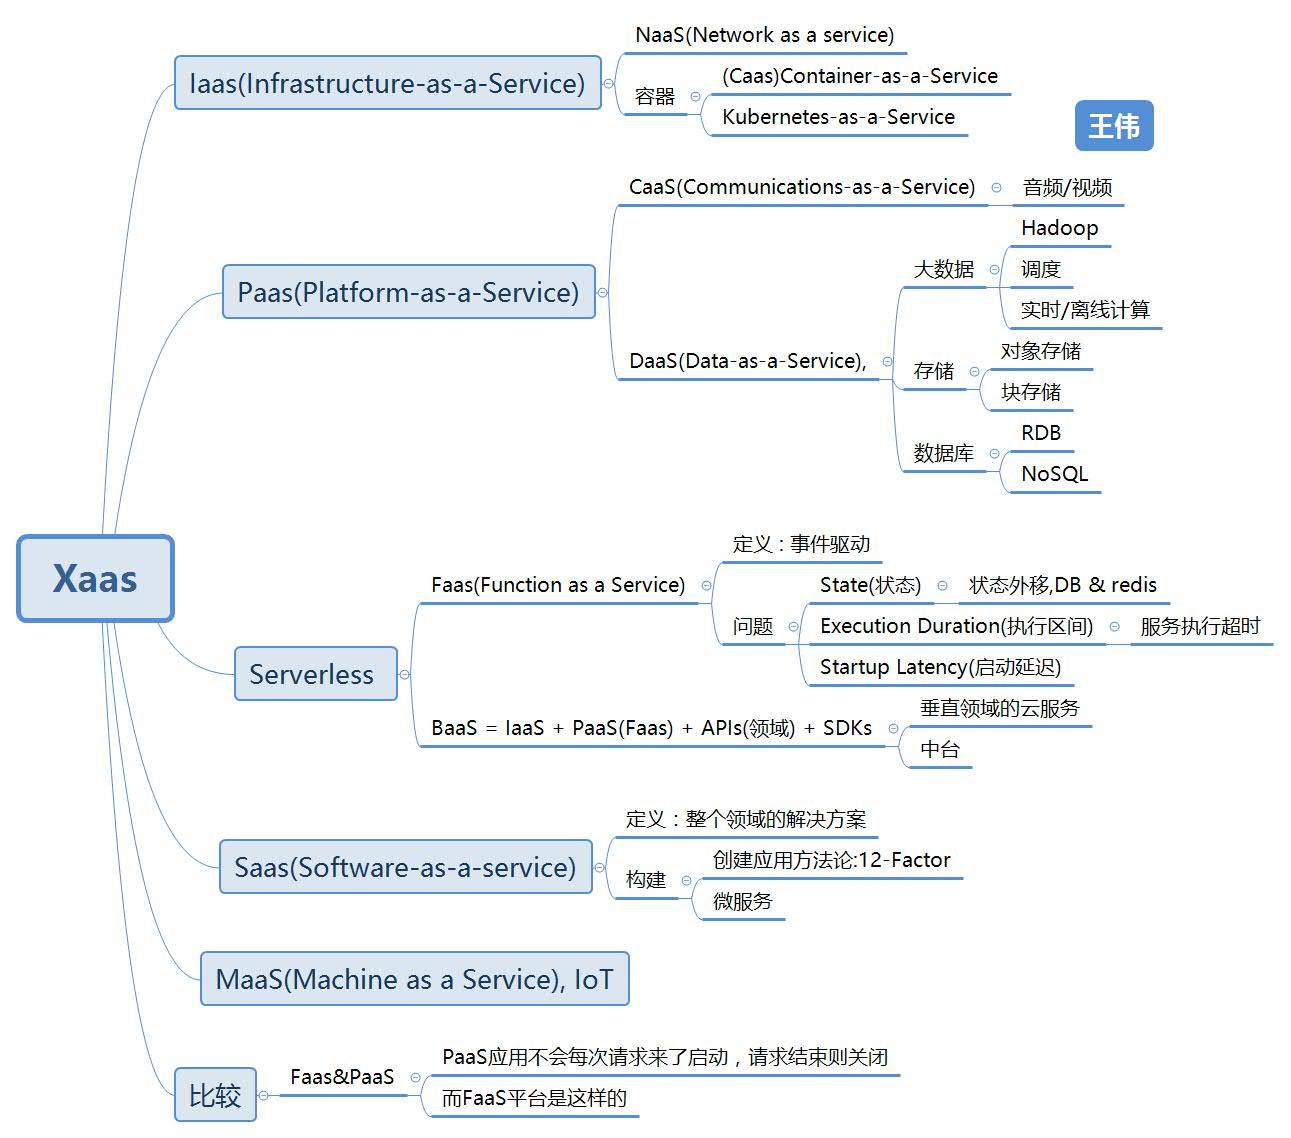 Xaas
Iaas(Infrastructure-as-a-Service)
NaaS(Network as a service)
容器
(Caas)Container-as-a-Service
Kubernetes-as-a-Service
王伟
Paas(Platform-as-a-Service)
CaaS(Communications-as-a-Service)
音频/视频
DaaS(Data-as-a-Service),
大数据
Hadoop
调度
实时/离线计算
存储
对象存储
块存储
数据库
RDB
NoSQL
Serverless
Faas(Function as a Service)
定义：事件驱动
问题
State(状态)
状态外移,DB & redis
Execution Duration(执行区间)
服务执行超时
Startup Latency(启动延迟)
BaaS = IaaS + PaaS(Faas) + APIs(领域) + SDKs
垂直领域的云服务
中台
Saas(Software-as-a-service)
定义：整个领域的解决方案
构建
创建应用方法论:12-Factor
微服务
MaaS(Machine as a Service), IoT
比较
Faas&PaaS
PaaS应用不会每次请求来了启动，请求结束则关闭
而FaaS平台是这样的